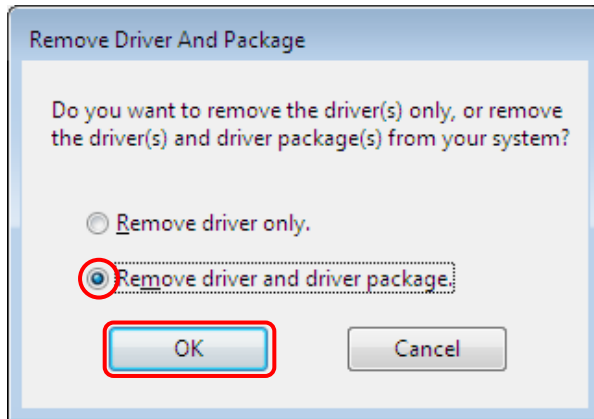 Remove Driver And Package
Do you want to remove the driver(s) only, or remove
the driver(s) and driver package(s) from your system?
Remove driver only.
Remove driver and driver package.
OK Cancel